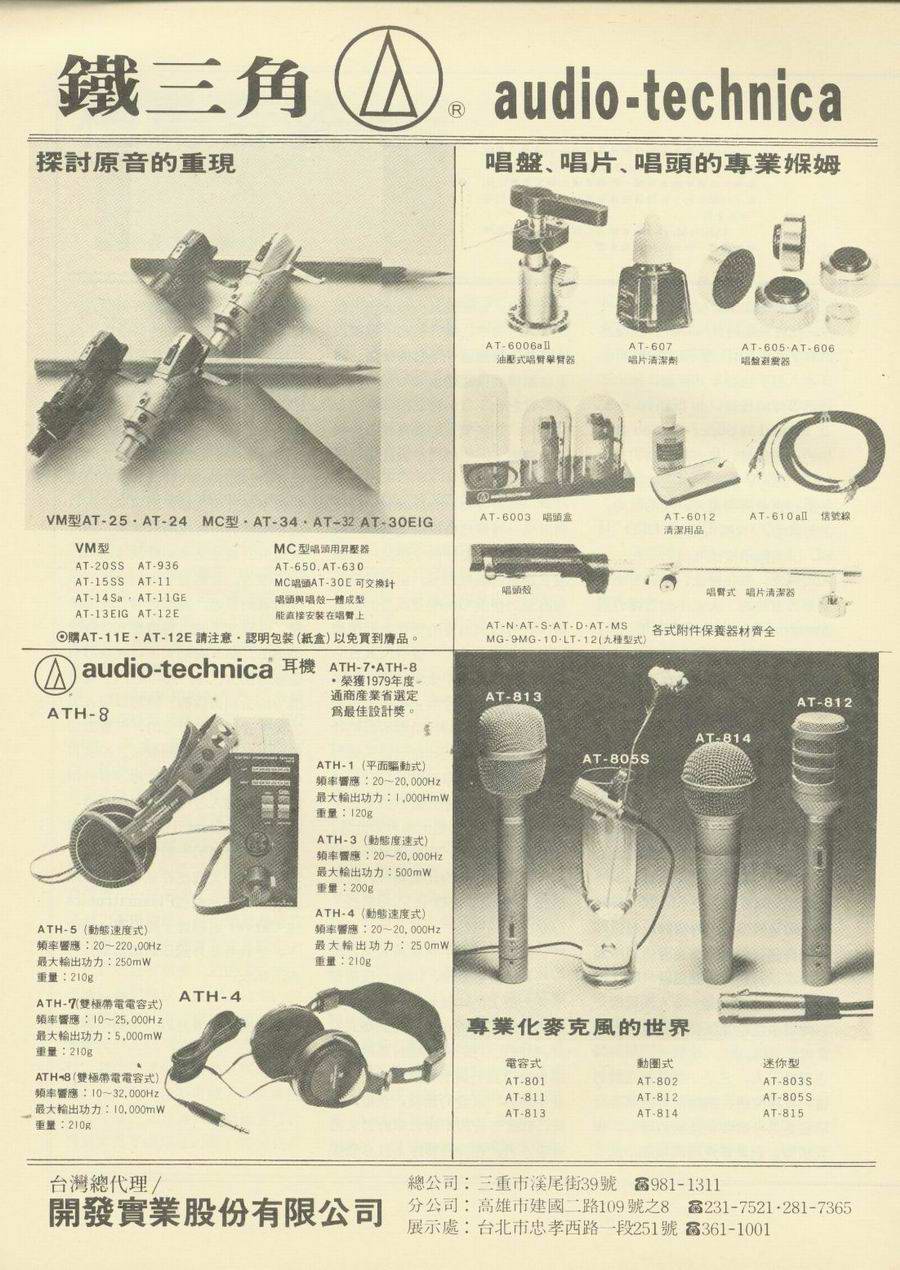 鐵三角 ® audio-technica
探討原音的重現
VM型AT-25·AT-24 MC型·AT-34·AT-32 AT-30EIG
VM型
AT-20SS AT-936
AT-15SS AT-11
AT-14Sa · AT-11GE
AT-13EIG AT-12E
MC型唱頭用昇壓器
AT-650.AT-630
MC唱頭AT-30E可交換針
唱頭與唱殼一體成型
能直接安裝在唱臂上
⊙購AT-11E·AT-12E請注意·認明包裝(紙盒)以免買到膺品。
唱盤、唱片、唱頭的專業媬姆
AT-6006aⅡ
油壓式唱臂舉臂器
AT-607
唱片清潔劑
AT-605·AT-606
唱盤避震器
audio-technica
AT-6003 唱頭盒
AT-6012
清潔用品
AT-610aⅡ 信號線
唱頭殼
唱臂式 唱片清潔器
AT-N·AT-S·AT-D·AT-MS
MG-9·MG-10·LT-12(九種型式)
各式附件保養器材齊全
audio-technica 耳機
ATH-7·ATH-8
·榮獲1979年度
通商産業省選定
爲最佳設計獎。
ATH-8
ATH-1 (平面驅動式)
頻率響應：20~20,000Hz
最大輸出功力：1,000HmW
重量：120g
ATH-3 (動態度速式)
頻率響應：20~20,000Hz
最大輸出功力：500mW
重量：200g
ATH-4 (動態速度式)
頻率響應：20~20,000Hz
最大輸出功力：250mW
重量：210g
ATH-5 (動態速度式)
頻率響應：20~220,00Hz
最大輸出功力：250mW
重量：210g
ATH-7(雙極帶電電容式)
頻率響應：10~25,000Hz
最大輸出功力：5,000mW
重量：210g
ATH-8(雙極帶電電容式)
頻率響應：10~32,000Hz
最大輸出功力：10,000mW
重量：210g
ATH-4
AT-813
AT-805S
AT-814
AT-812
專業化麥克風的世界
電容式
AT-801
AT-811
AT-813
動圈式
AT-802
AT-812
AT-814
迷你型
AT-803S
AT-805S
AT-815
台灣總代理/
開發實業股份有限公司
總公司：三重市溪尾街39號 ☎981-1311
分公司：高雄市建國二路109號之8 ☎231-7521·281-7365
展示處：台北市忠孝西路一段251號 ☎361-1001